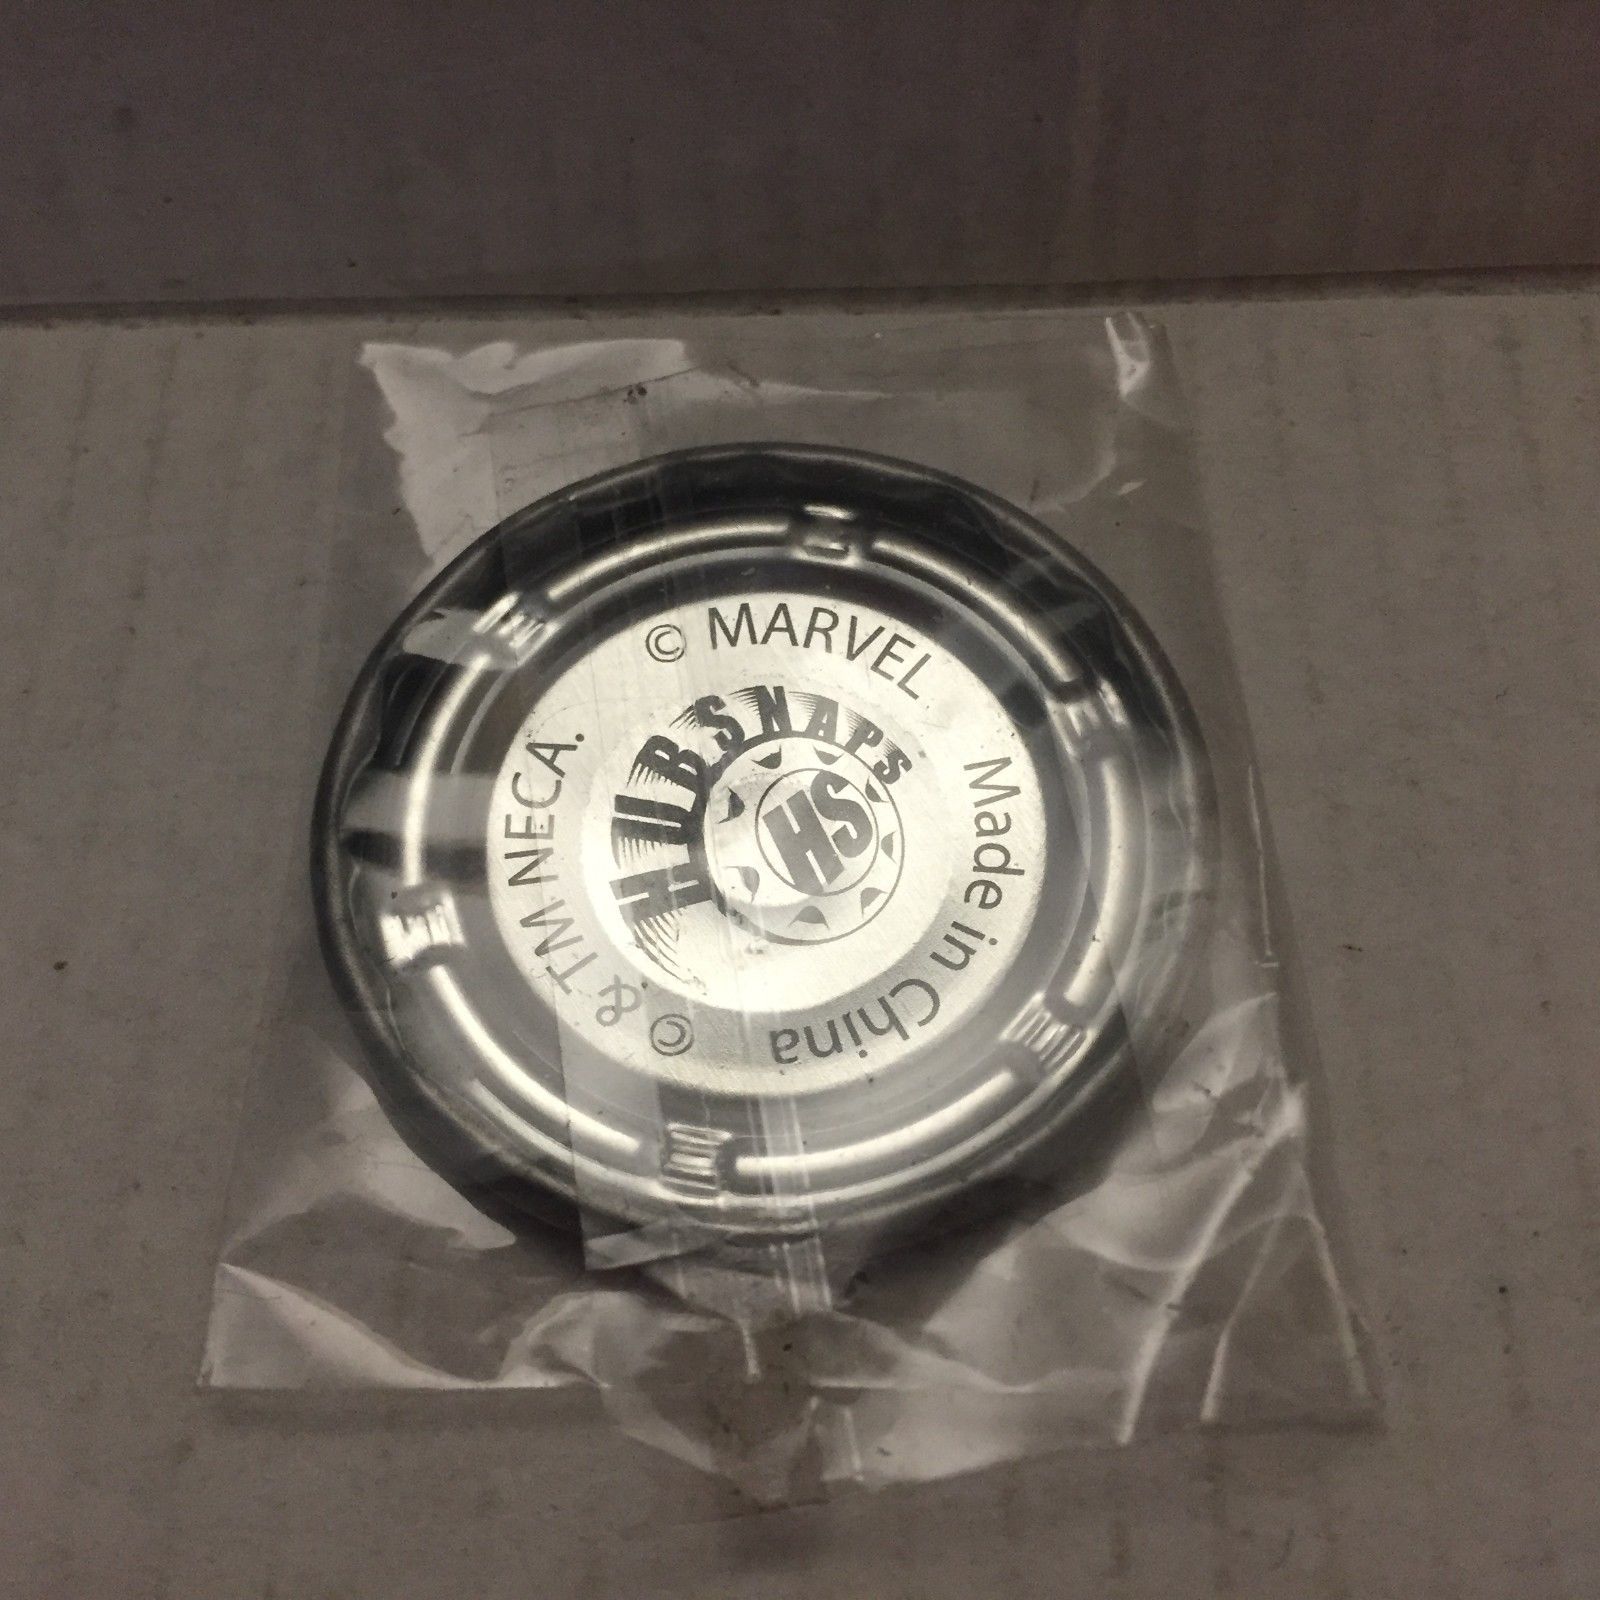 © MARVEL
Made in China
© & TM NECA.
HUBSNAPS
HS